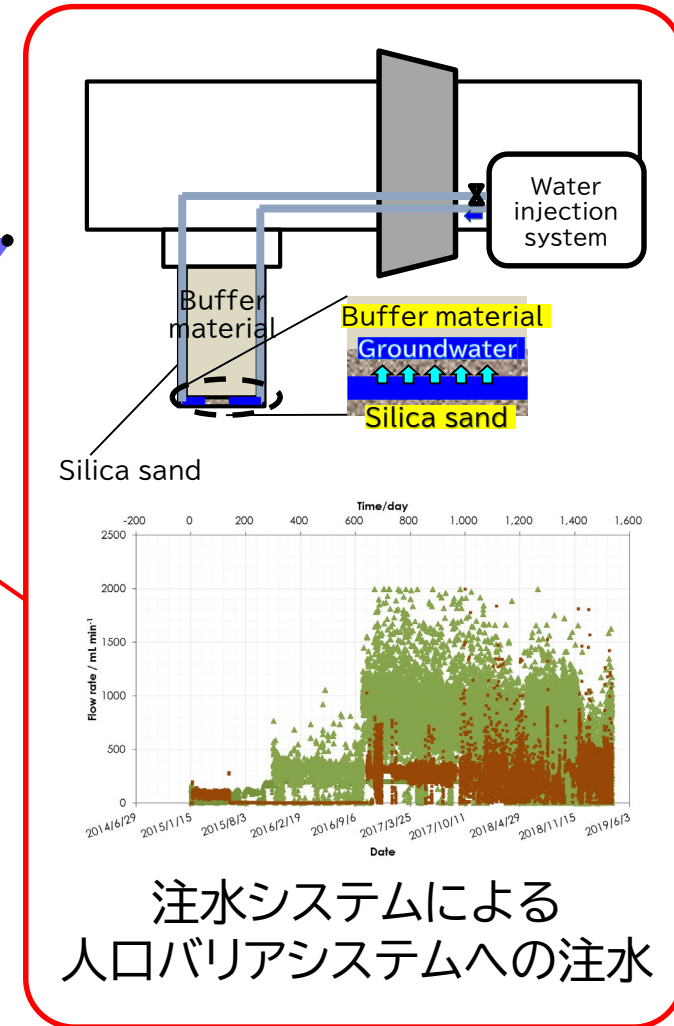 Water
injection
system
Buffer
material
Buffer material
Groundwater
Silica sand
Silica sand
Time/day
-200 0 200 400 600 800 1,000 1,200 1,400 1,600
2500
2000
1,500
1000
500
0
Flow rate / mL min⁻¹
2014/6/29 2015/1/15 2015/8/3 2016/2/19 2016/9/6 2017/3/25 2017/10/11 2018/4/29 2018/11/15 2019/6/3
Date
注水システムによる
人口バリアシステムへの注水